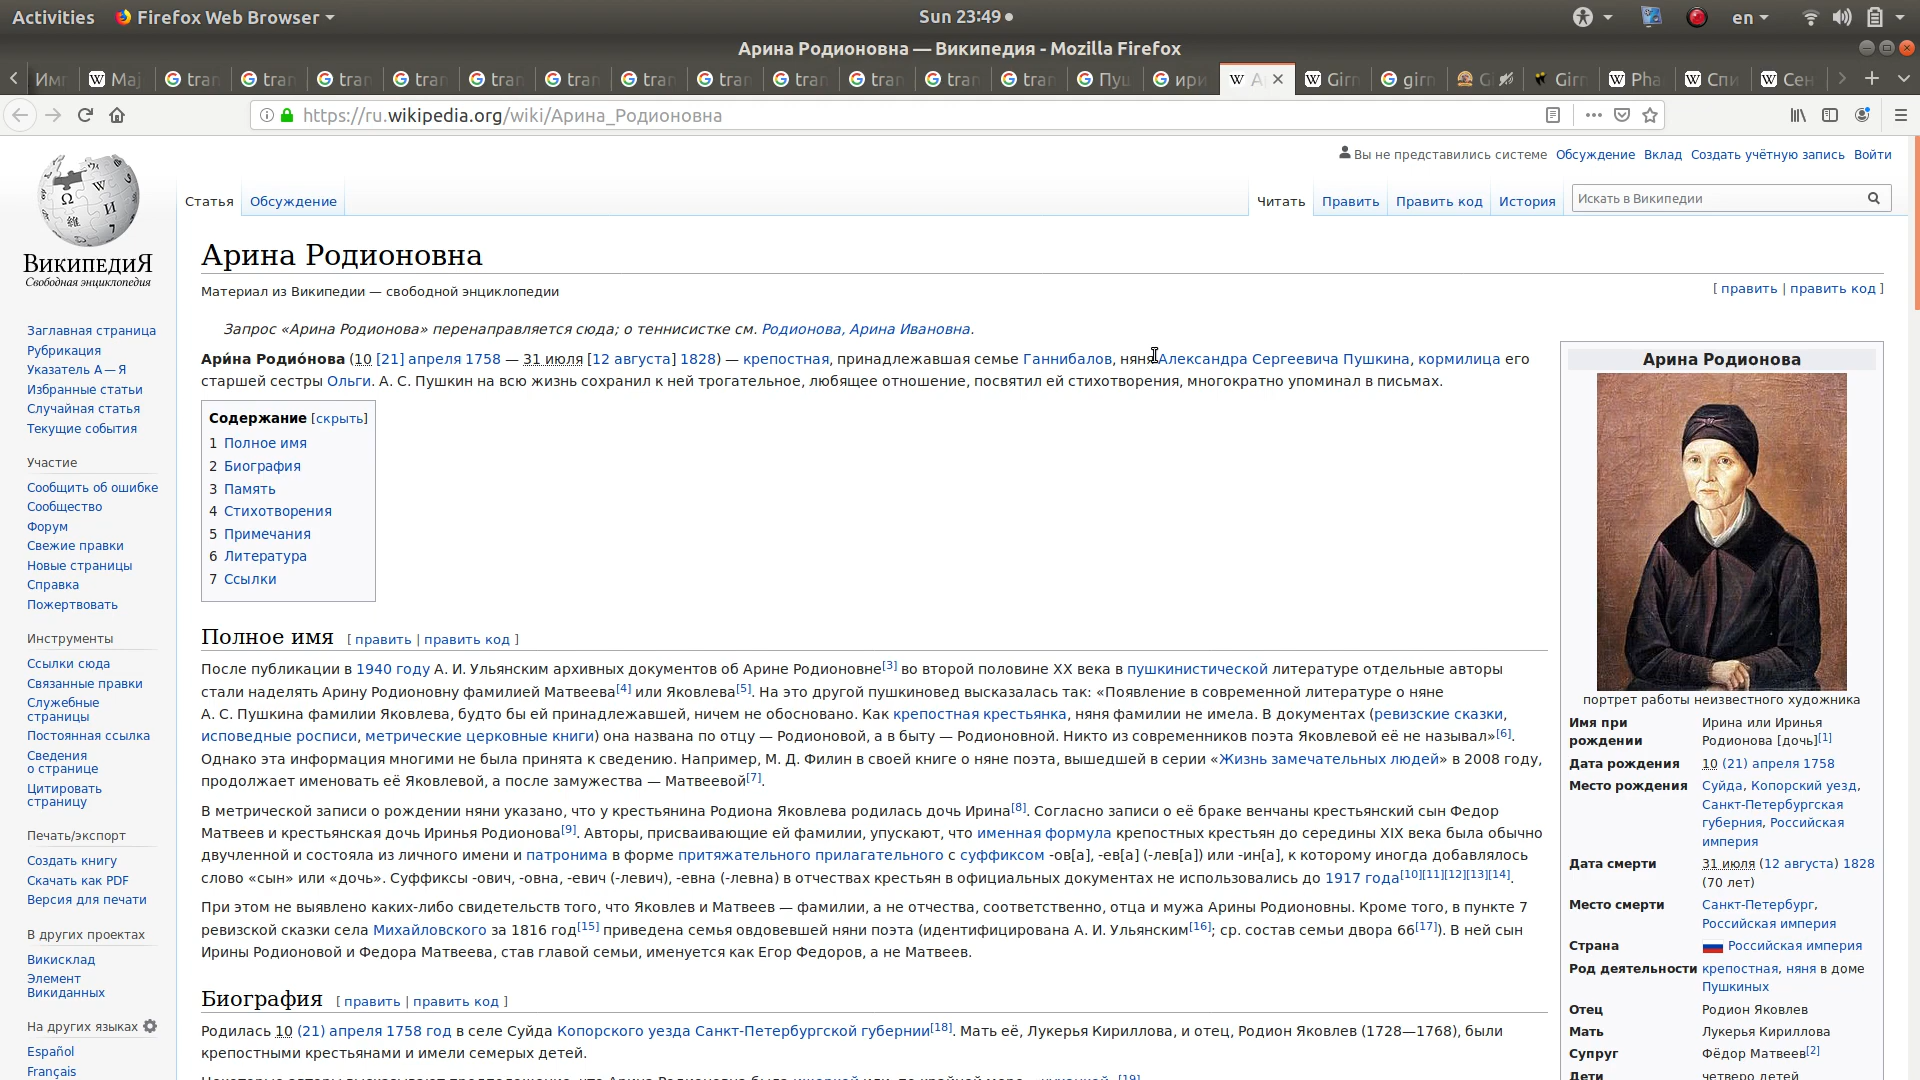 Activities Firefox Web Browser Sun 23:49 en
Арина Родионовна — Википедия - Mozilla Firefox
Имп Maj tran tran tran tran tran tran tran tran tran tran tran tran Пуш ири Girn girn Girn Pha Спи Сен
https://ru.wikipedia.org/wiki/Арина_Родионовна
Вы не представились системе Обсуждение Вклад Создать учётную запись Войти
Статья Обсуждение Читать Править Править код История Искать в Википедии
ВикипедиЯ
Свободная энциклопедия
Заглавная страница
Рубрикация
Указатель А — Я
Избранные статьи
Случайная статья
Текущие события
Участие
Сообщить об ошибке
Сообщество
Форум
Свежие правки
Новые страницы
Справка
Пожертвовать
Инструменты
Ссылки сюда
Связанные правки
Служебные
страницы
Постоянная ссылка
Сведения
о странице
Цитировать
страницу
Печать/экспорт
Создать книгу
Скачать как PDF
Версия для печати
В других проектах
Викисклад
Элемент
Викиданных
На других языках
Español
Français
Арина Родионовна
Материал из Википедии — свободной энциклопедии
[ править | править код ]
Запрос «Арина Родионова» перенаправляется сюда; о теннисистке см. Родионова, Арина Ивановна.
Ари́на Родио́нова (10 [21] апреля 1758 — 31 июля [12 августа] 1828) — крепостная, принадлежавшая семье Ганнибалов, няня Александра Сергеевича Пушкина, кормилица его
старшей сестры Ольги. А. С. Пушкин на всю жизнь сохранил к ней трогательное, любящее отношение, посвятил ей стихотворения, многократно упоминал в письмах.
Содержание [скрыть]
1 Полное имя
2 Биография
3 Память
4 Стихотворения
5 Примечания
6 Литература
7 Ссылки
Полное имя [ править | править код ]
После публикации в 1940 году А. И. Ульянским архивных документов об Арине Родионовне[3] во второй половине XX века в пушкинистической литературе отдельные авторы
стали наделять Арину Родионовну фамилией Матвеева[4] или Яковлева[5]. На это другой пушкиновед высказалась так: «Появление в современной литературе о няне
А. С. Пушкина фамилии Яковлева, будто бы ей принадлежавшей, ничем не обосновано. Как крепостная крестьянка, няня фамилии не имела. В документах (ревизские сказки,
исповедные росписи, метрические церковные книги) она названа по отцу — Родионовой, а в быту — Родионовной. Никто из современников поэта Яковлевой её не называл»[6].
Однако эта информация многими не была принята к сведению. Например, М. Д. Филин в своей книге о няне поэта, вышедшей в серии «Жизнь замечательных людей» в 2008 году,
продолжает именовать её Яковлевой, а после замужества — Матвеевой[7].
В метрической записи о рождении няни указано, что у крестьянина Родиона Яковлева родилась дочь Ирина[8]. Согласно записи о её браке венчаны крестьянский сын Федор
Матвеев и крестьянская дочь Иринья Родионова[9]. Авторы, присваивающие ей фамилии, упускают, что именная формула крепостных крестьян до середины XIX века была обычно
двучленной и состояла из личного имени и патронима в форме притяжательного прилагательного с суффиксом -ов[а], -ев[а] (-лев[а]) или -ин[а], к которому иногда добавлялось
слово «сын» или «дочь». Суффиксы -ович, -овна, -евич (-левич), -евна (-левна) в отчествах крестьян в официальных документах не использовались до 1917 года[10][11][12][13][14].
При этом не выявлено каких-либо свидетельств того, что Яковлев и Матвеев — фамилии, а не отчества, соответственно, отца и мужа Арины Родионовны. Кроме того, в пункте 7
ревизской сказки села Михайловского за 1816 год[15] приведена семья овдовевшей няни поэта (идентифицирована А. И. Ульянским[16]; ср. состав семьи двора 66[17]). В ней сын
Ирины Родионовой и Федора Матвеева, став главой семьи, именуется как Егор Федоров, а не Матвеев.
Биография [ править | править код ]
Родилась 10 (21) апреля 1758 год в селе Суйда Копорского уезда Санкт-Петербургской губернии[18]. Мать её, Лукерья Кириллова, и отец, Родион Яковлев (1728—1768), были
крепостными крестьянами и имели семерых детей.
Арина Родионова
портрет работы неизвестного художника
Имя при рождении Ирина или Иринья Родионова [дочь][1]
Дата рождения 10 (21) апреля 1758
Место рождения Суйда, Копорский уезд,
Санкт-Петербургская
губерния, Российская
империя
Дата смерти 31 июля (12 августа) 1828
(70 лет)
Место смерти Санкт-Петербург,
Российская империя
Страна Российская империя
Род деятельности крепостная, няня в доме
Пушкиных
Отец Родион Яковлев
Мать Лукерья Кириллова
Супруг Фёдор Матвеев[2]
Дети четверо детей